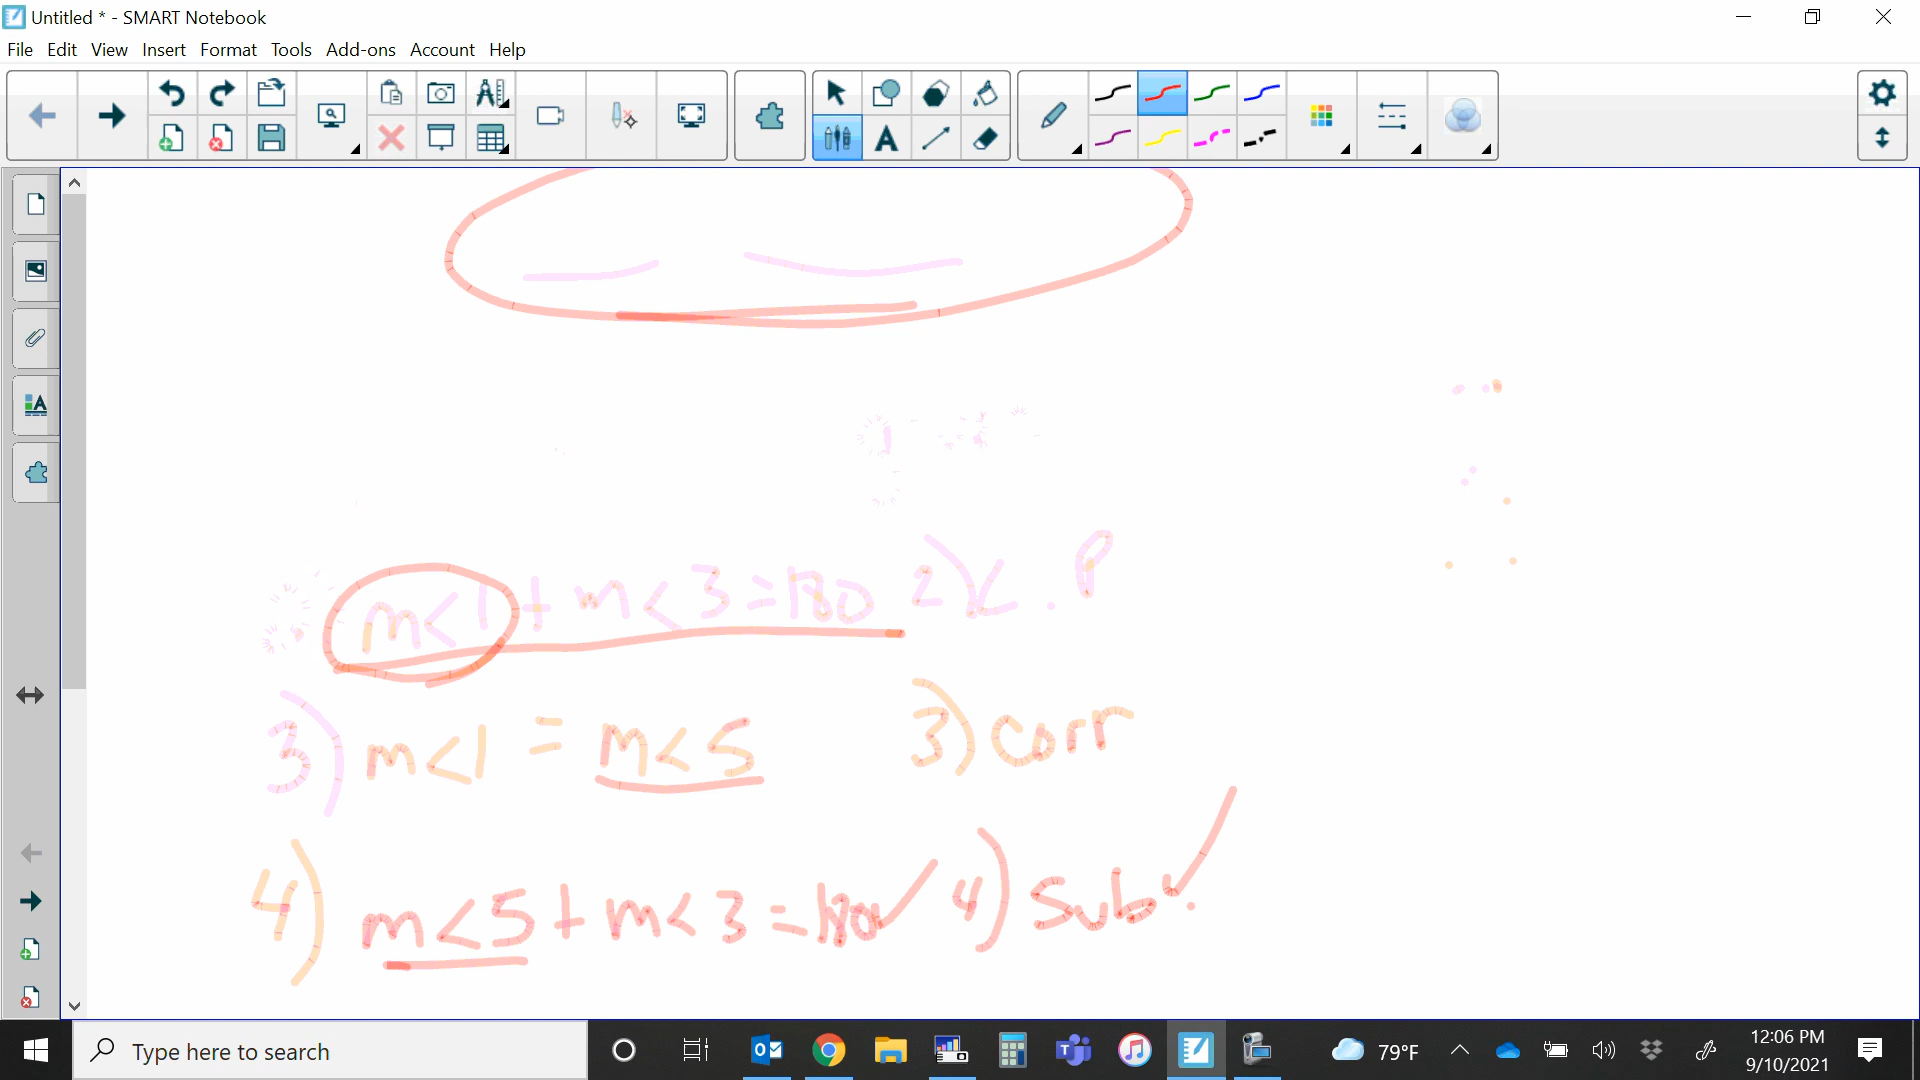 Untitled * - SMART Notebook
File Edit View Insert Format Tools Add-ons Account Help
m<1 + m<3 = 180 2) L.P
3) m<1 = m<5 3) Corr
4) m<5 + m<3 = 180 4) Sub.
Type here to search
79°F
12:06 PM
9/10/2021